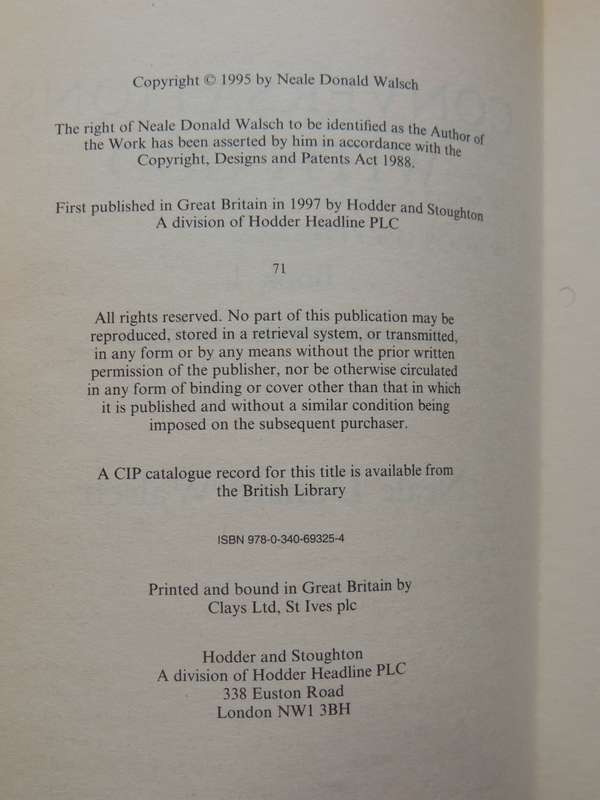 Copyright © 1995 by Neale Donald Walsch
The right of Neale Donald Walsch to be identified as the Author of
the Work has been asserted by him in accordance with the
Copyright, Designs and Patents Act 1988.
First published in Great Britain in 1997 by Hodder and Stoughton
A division of Hodder Headline PLC
71
All rights reserved. No part of this publication may be
reproduced, stored in a retrieval system, or transmitted,
in any form or by any means without the prior written
permission of the publisher, nor be otherwise circulated
in any form of binding or cover other than that in which
it is published and without a similar condition being
imposed on the subsequent purchaser.
A CIP catalogue record for this title is available from
the British Library
ISBN 978-0-340-69325-4
Printed and bound in Great Britain by
Clays Ltd, St Ives plc
Hodder and Stoughton
A division of Hodder Headline PLC
338 Euston Road
London NW1 3BH